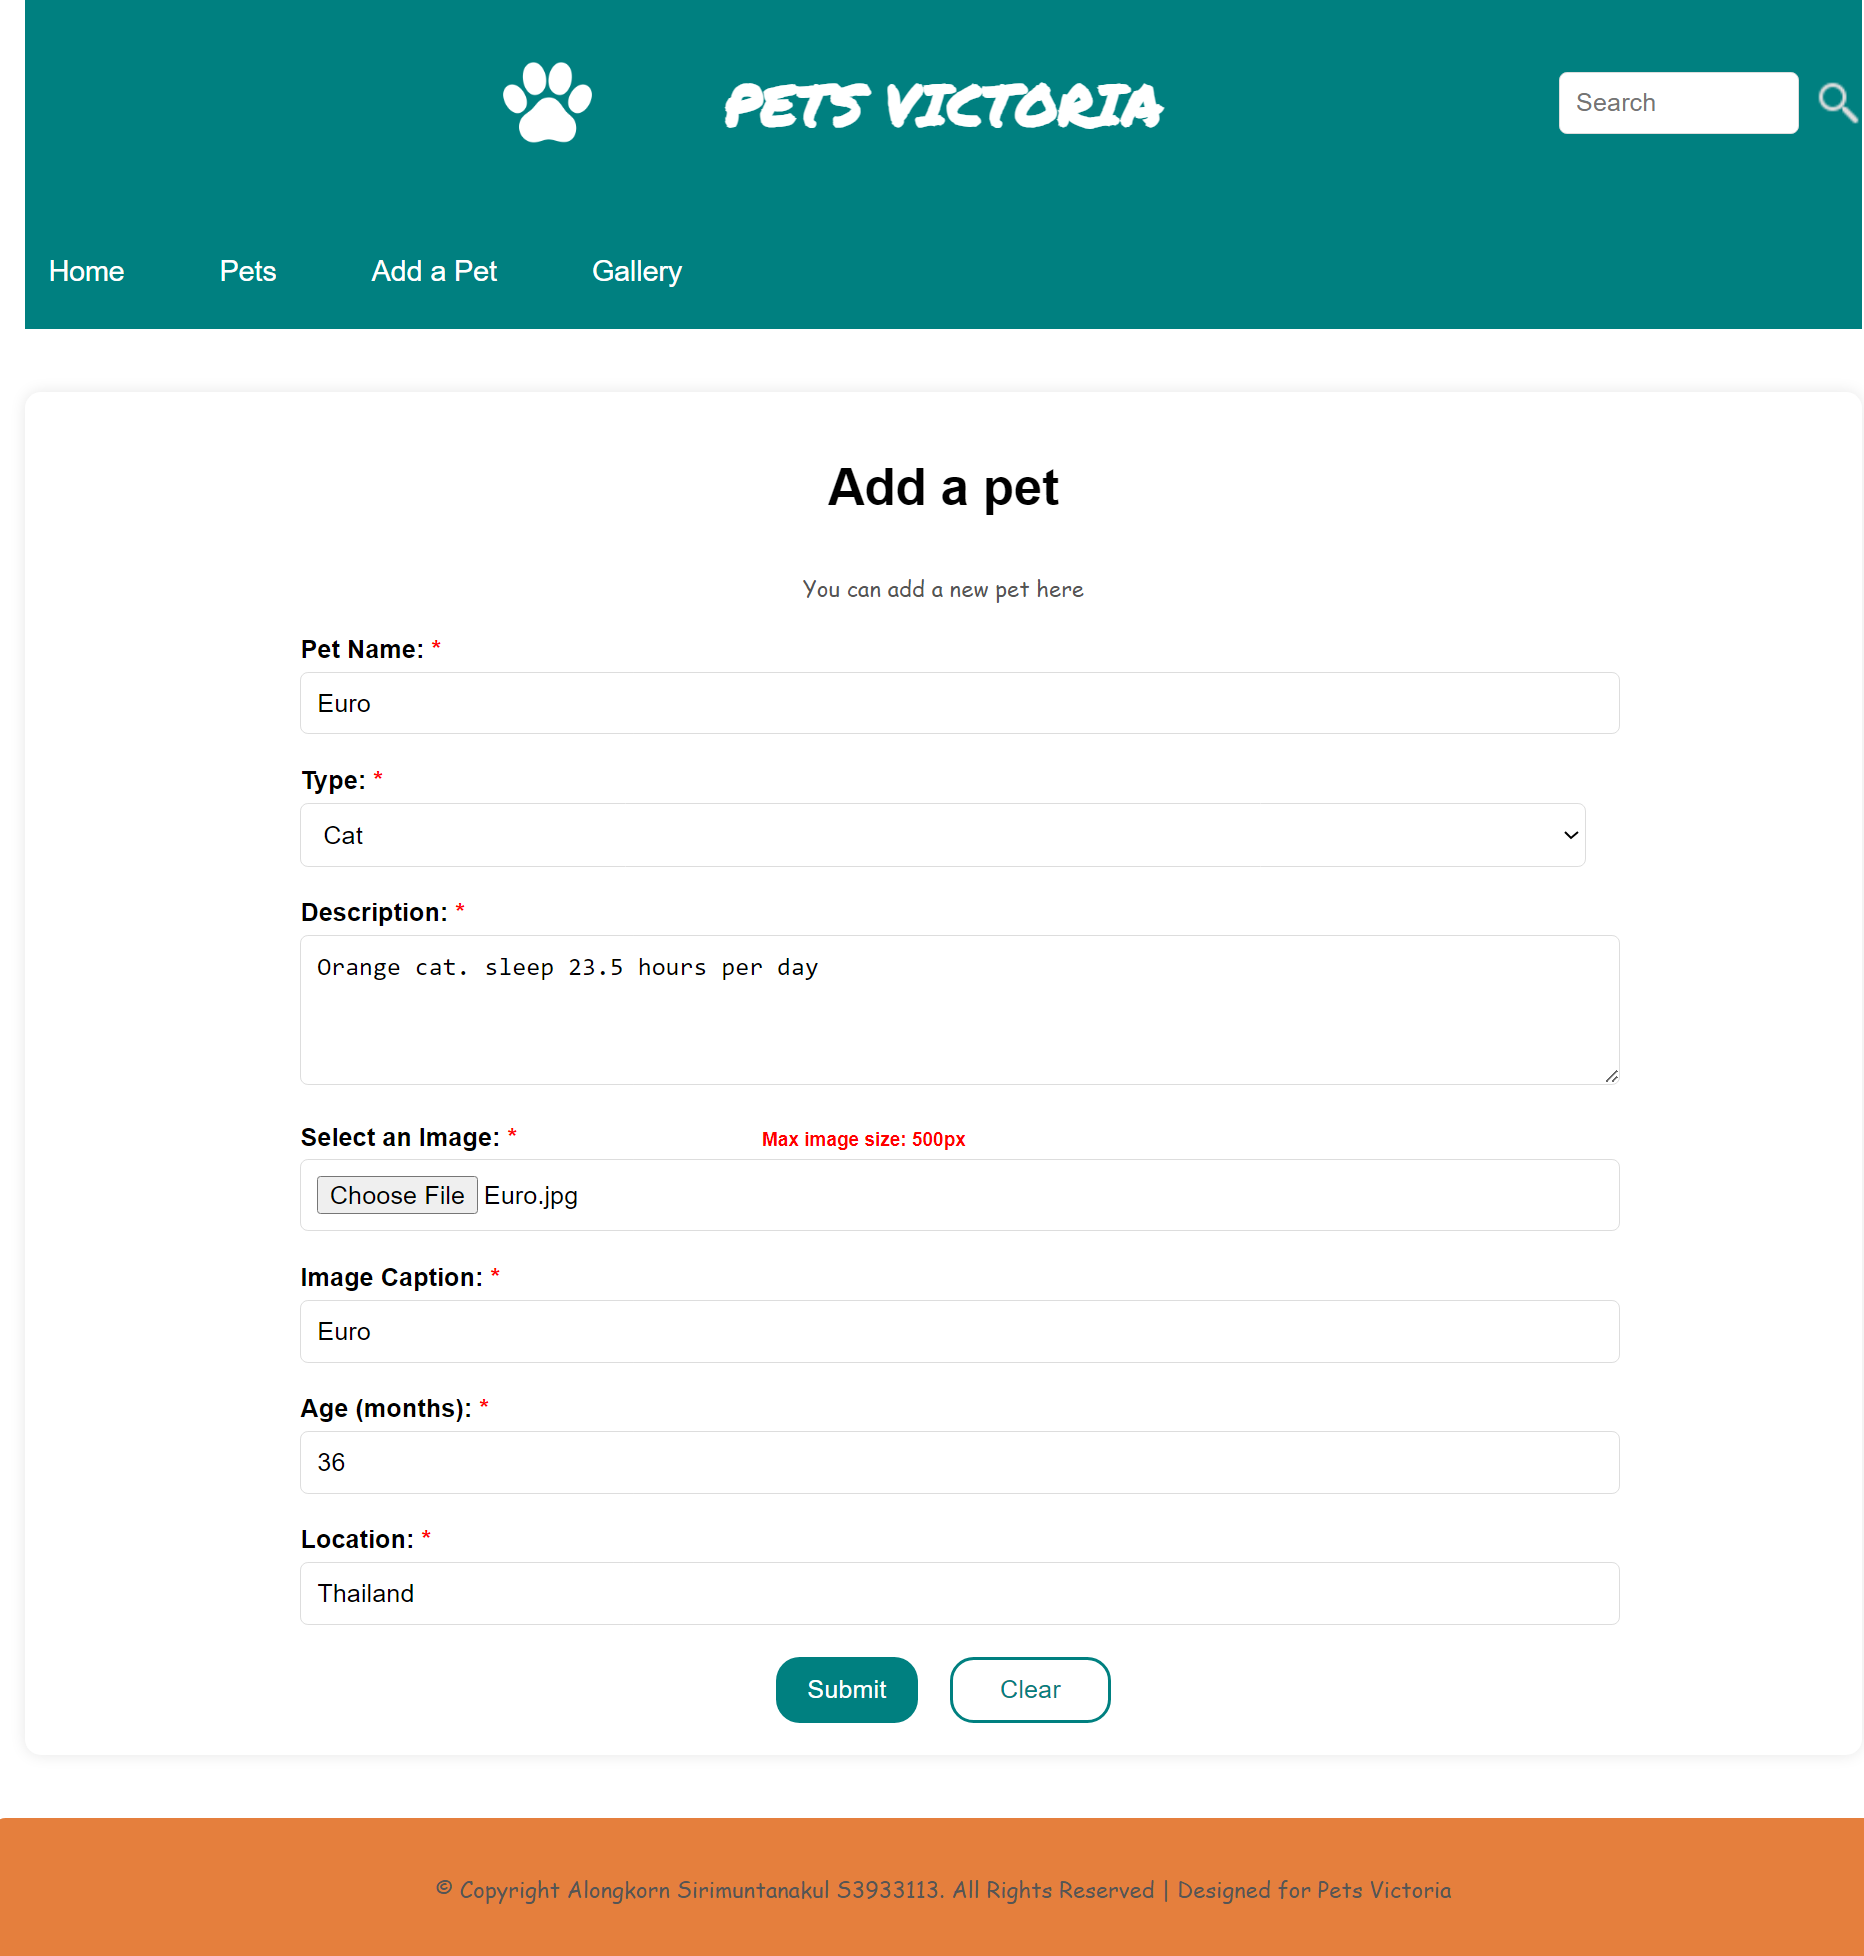 PETS VICTORIA
Search
Home Pets Add a Pet Gallery
Add a pet
You can add a new pet here
Pet Name: *
Euro
Type: *
Cat
Description: *
Orange cat. sleep 23.5 hours per day
Select an Image: * Max image size: 500px
Choose File Euro.jpg
Image Caption: *
Euro
Age (months): *
36
Location: *
Thailand
Submit Clear
© Copyright Alongkorn Sirimuntanakul S3933113. All Rights Reserved | Designed for Pets Victoria